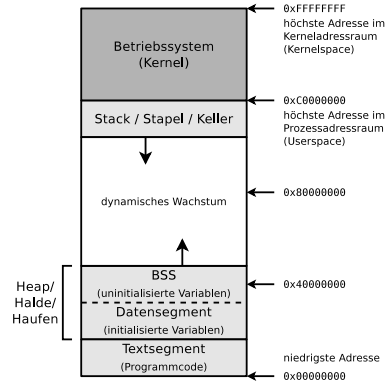 0xFFFFFFFF
höchste Adresse im
Kerneladressraum
(Kernelspace)
Betriebssystem
(Kernel)
0xC0000000
höchste Adresse im
Prozessadressraum
(Userspace)
Stack / Stapel / Keller
dynamisches Wachstum
0x80000000
Heap/
Halde/
Haufen
BSS
(uninitialisierte Variablen)
0x40000000
Datensegment
(initialisierte Variablen)
Textsegment
(Programmcode)
niedrigste Adresse
0x00000000